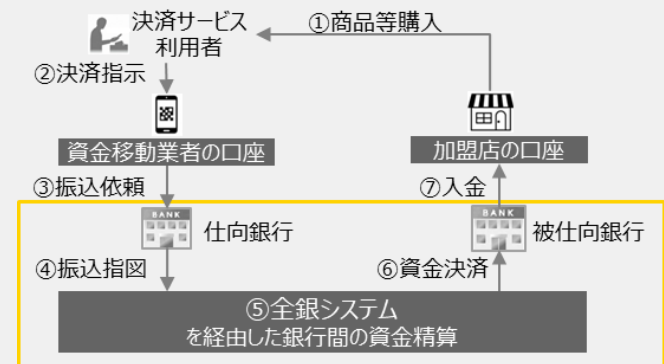 決済サービス
利用者
①商品等購入
②決済指示
資金移動業者の口座
加盟店の口座
③振込依頼
⑦入金
BANK
仕向銀行
BANK
被仕向銀行
④振込指図
⑥資金決済
⑤全銀システム
を経由した銀行間の資金精算